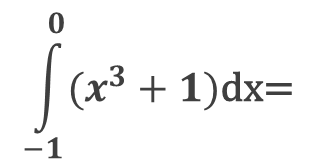 0
∫(x³ + 1)dx=
−1